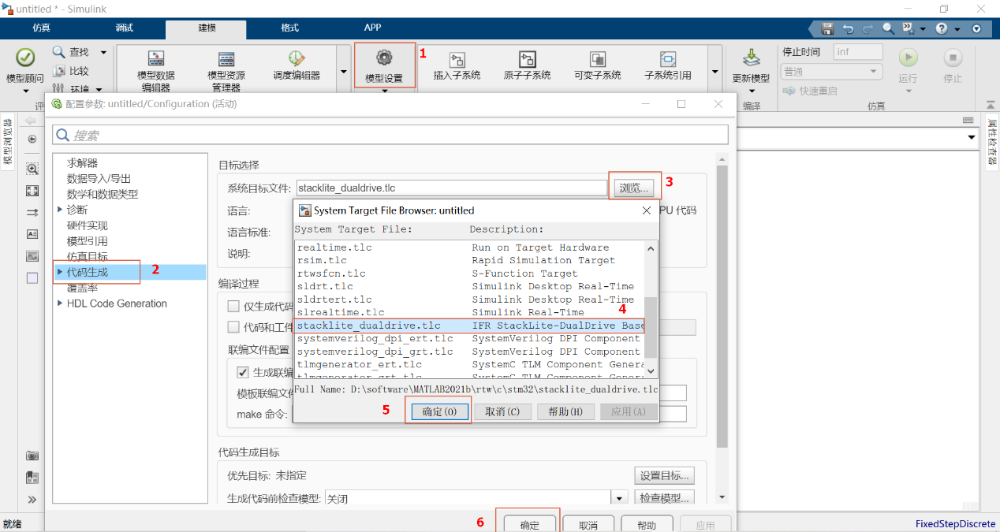 untitled * - Simulink
仿真 调试 建模 格式 APP
查找
比较
环境
模型顾问
评
模型数据
编辑器
模型资源
管理器
调度编辑器
模型设置
1
插入子系统
原子子系统
可变子系统
子系统引用
更新模型
编译
停止时间 inf
普通
快速重启
运行
停止
仿真
模型浏览器
属性检查器
配置参数: untitled/Configuration (活动)
搜索
求解器
数据导入/导出
数学和数据类型
诊断
硬件实现
模型引用
仿真目标
代码生成
2
覆盖率
HDL Code Generation
目标选择
系统目标文件: stacklite_dualdrive.tlc
浏览...
3
语言:
PU 代码
语言标准:
说明:
编译过程
仅生成代码
代码和工件
联编文件配置
生成联编
模板联编文件
make 命令:
System Target File Browser: untitled
System Target File: Description:
realtime.tlc Run on Target Hardware
rsim.tlc Rapid Simulation Target
rtwsfcn.tlc S-Function Target
sldrt.tlc Simulink Desktop Real-Time
sldrtert.tlc Simulink Desktop Real-Time
slrealtime.tlc Simulink Real-Time
4
stacklite_dualdrive.tlc IFR StackLite-DualDrive Base
systemverilog_dpi_ert.tlc SystemVerilog DPI Component
systemverilog_dpi_grt.tlc SystemVerilog DPI Component
tlmgenerator_ert.tlc SystemC TLM Component Genera
tlmgenerator_grt.tlc SystemC TLM Component Genera
Full Name: D:\software\MATLAB2021b\rtw\c\stm32\stacklite_dualdrive.tlc
5
确定(O) 取消(C) 帮助(H) 应用(A)
代码生成目标
优先目标: 未指定
设置目标...
生成代码前检查模型: 关闭
检查模型...
6
确定 取消 帮助 应用
就绪
FixedStepDiscrete